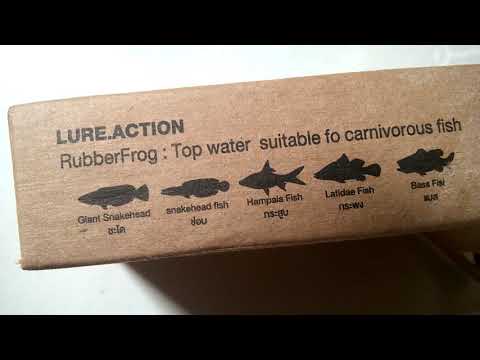 LURE.ACTION
RubberFrog : Top water suitable fo carnivorous fish
Giant Snakehead
ชะโด
snakehead fish
ช่อน
Hampala Fish
กระสูบ
Latidae Fish
กระพง
Bass Fish
แบส